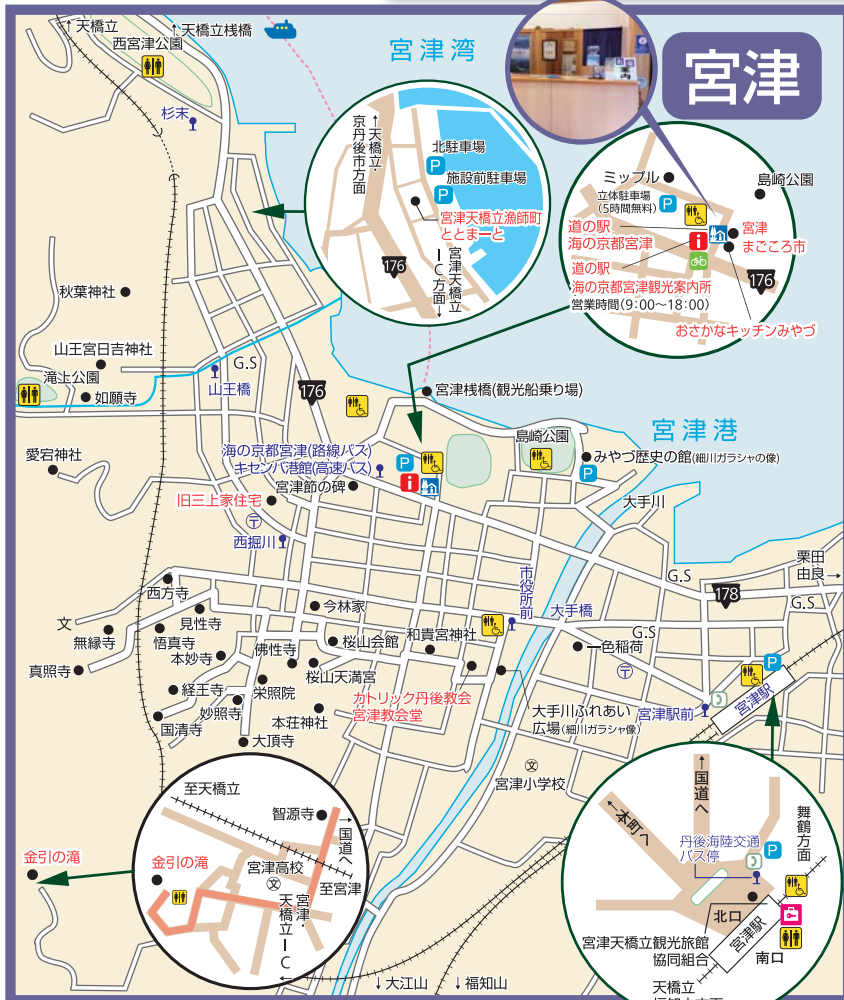 ↑天橋立
↑天橋立桟橋
西宮津公園
宮津湾
宮津
杉末
↑天橋立・
京丹後市方面
北駐車場
P
施設前駐車場
P
宮津天橋立漁師町
ととまーと
176
宮津天橋立
IC方面→
ミップル
島崎公園
立体駐車場
(5時間無料)
P
道の駅
海の京都宮津
宮津
まごころ市
i
道の駅
海の京都宮津観光案内所
営業時間(9:00〜18:00)
176
おさかなキッチンみやづ
秋葉神社
山王宮日吉神社
G.S
滝上公園
如願寺
山王橋
176
宮津桟橋(観光船乗り場)
宮津港
愛宕神社
海の京都宮津(路線バス)
キセンバ港館(高速バス)
P
i
宮津節の碑
島崎公園
みやづ歴史の館(細川ガラシャの像)
P
大手川
旧三上家住宅
〒
西堀川
市役所前
G.S
栗田
由良→
178
G.S
西方寺
文
見性寺
無縁寺
悟真寺
本妙寺
真照寺
今林家
桜山会館
和貴宮神社
大手橋
G.S
一色稲荷
〒
佛性寺
桜山天満宮
経王寺
栄照院
妙照寺
国清寺
本荘神社
大頂寺
カトリック丹後教会
宮津教会堂
大手川ふれあい
広場(細川ガラシャ像)
宮津駅前
P
宮津駅
文
宮津小学校
至天橋立
智源寺
→国道へ
金引の滝
金引の滝
宮津高校
文
至宮津
宮津・
天橋立IC
←
↓大江山
↓福知山
↑国道へ
↑本町へ
舞鶴方面
丹後海陸交通
バス停
P
北口
宮津駅
宮津天橋立観光旅館
協同組合
南口
天橋立